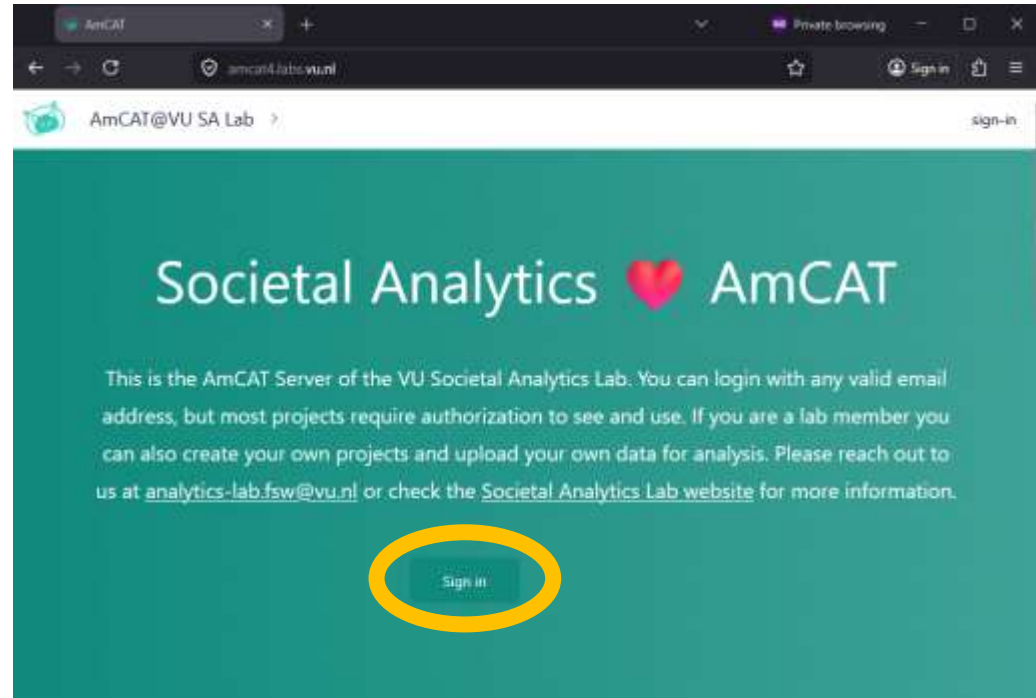 AmCAT
Private browsing
amcat4.labs.vu.nl
Sign in
AmCAT@VU SA Lab
sign-in
Societal Analytics ❤ AmCAT
This is the AmCAT Server of the VU Societal Analytics Lab. You can login with any valid email
address, but most projects require authorization to see and use. If you are a lab member you
can also create your own projects and upload your own data for analysis. Please reach out to
us at analytics-lab.fsw@vu.nl or check the Societal Analytics Lab website for more information.
Sign in